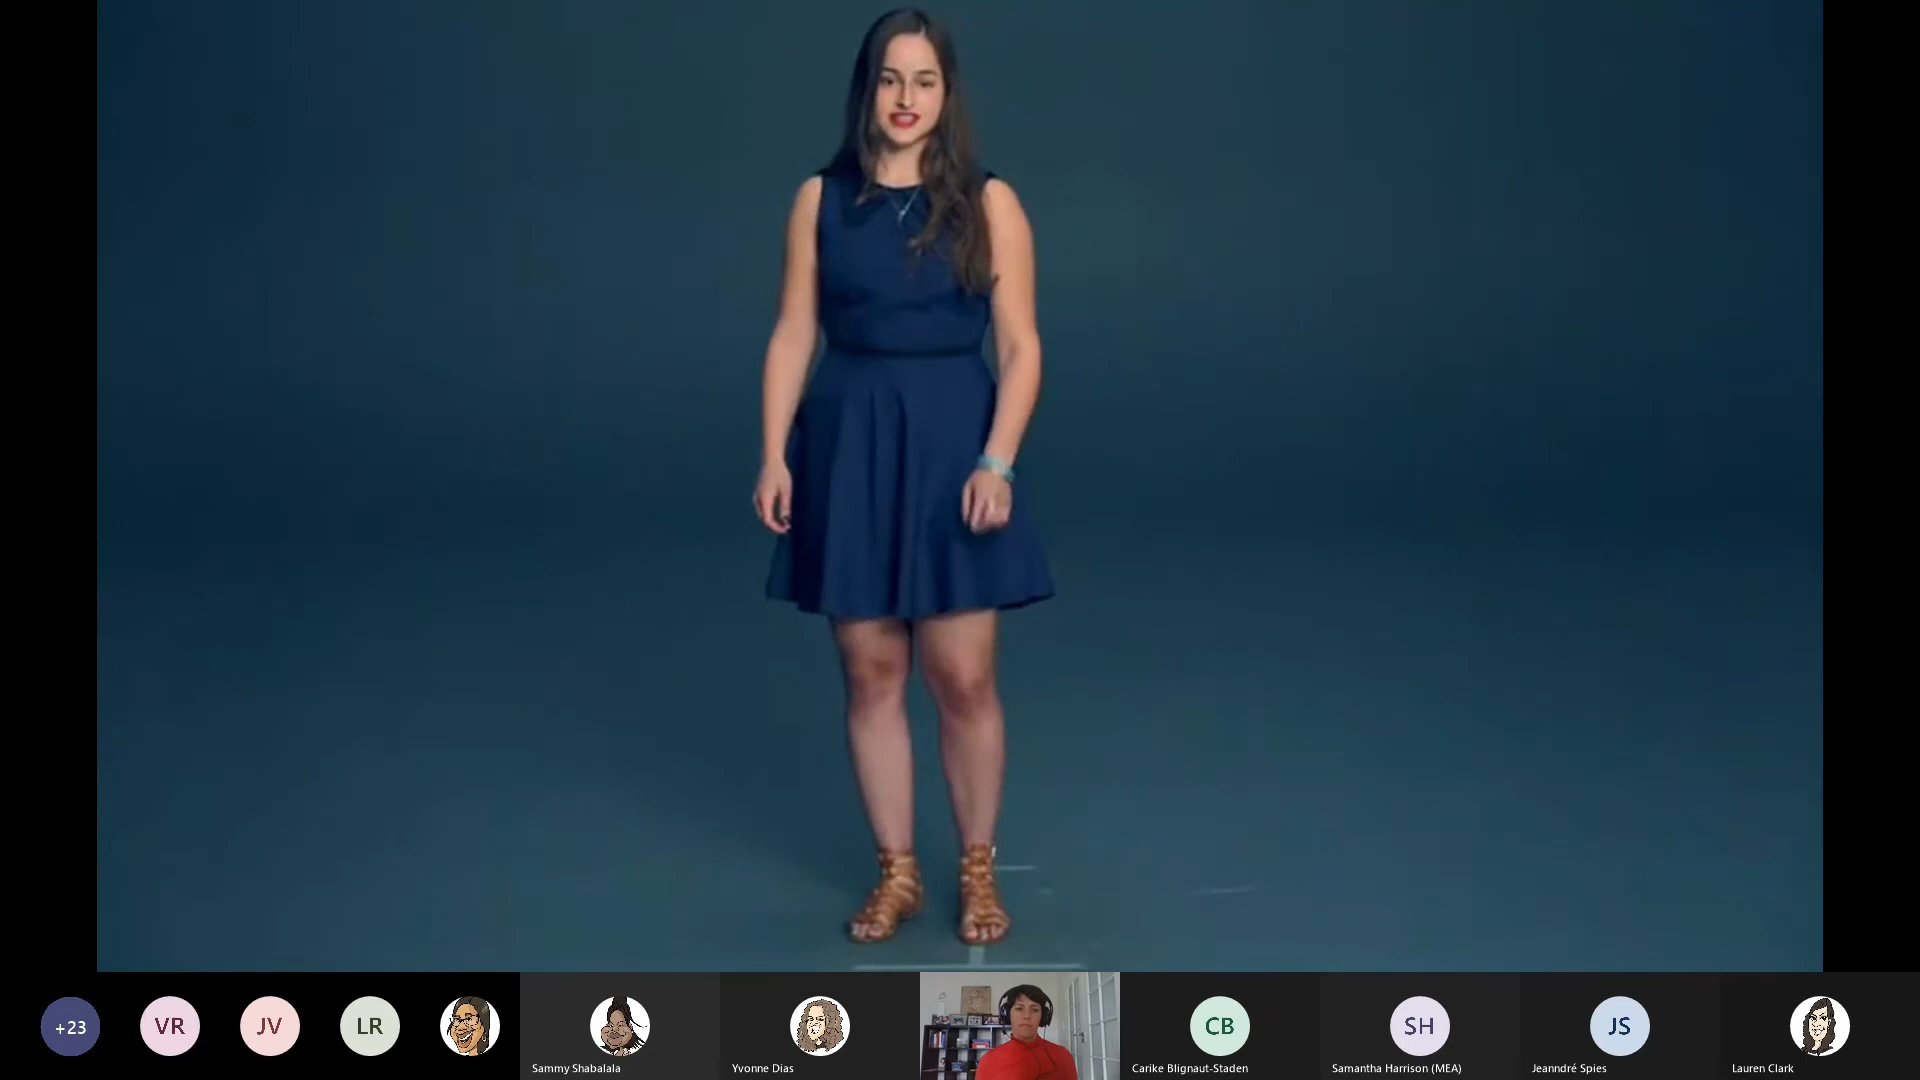 +23
VR
JV
LR
Sammy Shabalala
Yvonne Dias
CB
Carike Blignaut-Staden
SH
Samantha Harrison (MEA)
JS
Jeanndré Spies
Lauren Clark